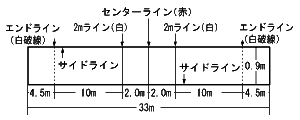 センターライン(赤)
エンドライン
(白破線)
2mライン(白)
2mライン(白)
エンドライン
(白破線)
サイドライン
サイドライン
0.9m
4.5m
10m
2.0m
2.0m
10m
4.5m
33m